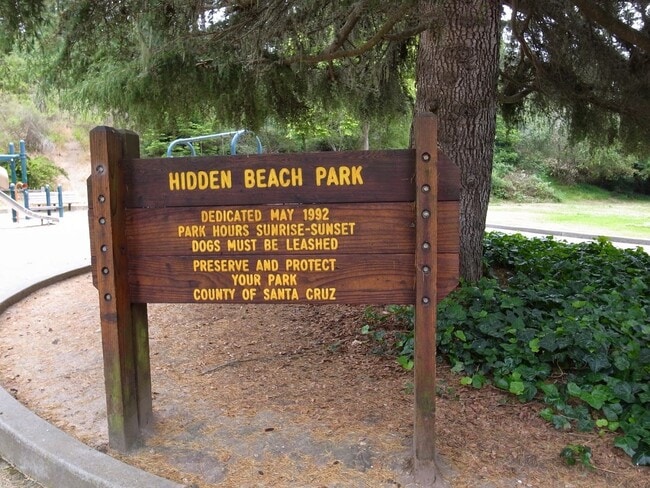 HIDDEN BEACH PARK
DEDICATED MAY 1992
PARK HOURS SUNRISE-SUNSET
DOGS MUST BE LEASHED
PRESERVE AND PROTECT
YOUR PARK
COUNTY OF SANTA CRUZ